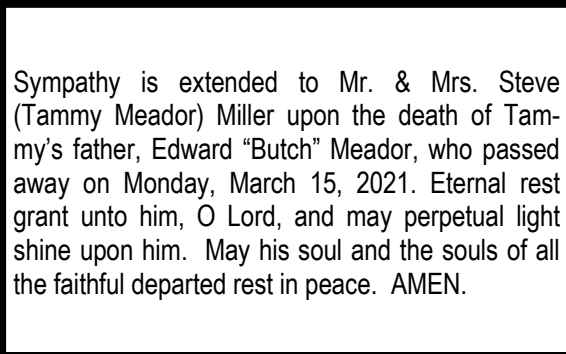 Sympathy is extended to Mr. & Mrs. Steve
(Tammy Meador) Miller upon the death of Tam-
my's father, Edward “Butch” Meador, who passed
away on Monday, March 15, 2021. Eternal rest
grant unto him, O Lord, and may perpetual light
shine upon him.  May his soul and the souls of all
the faithful departed rest in peace.  AMEN.